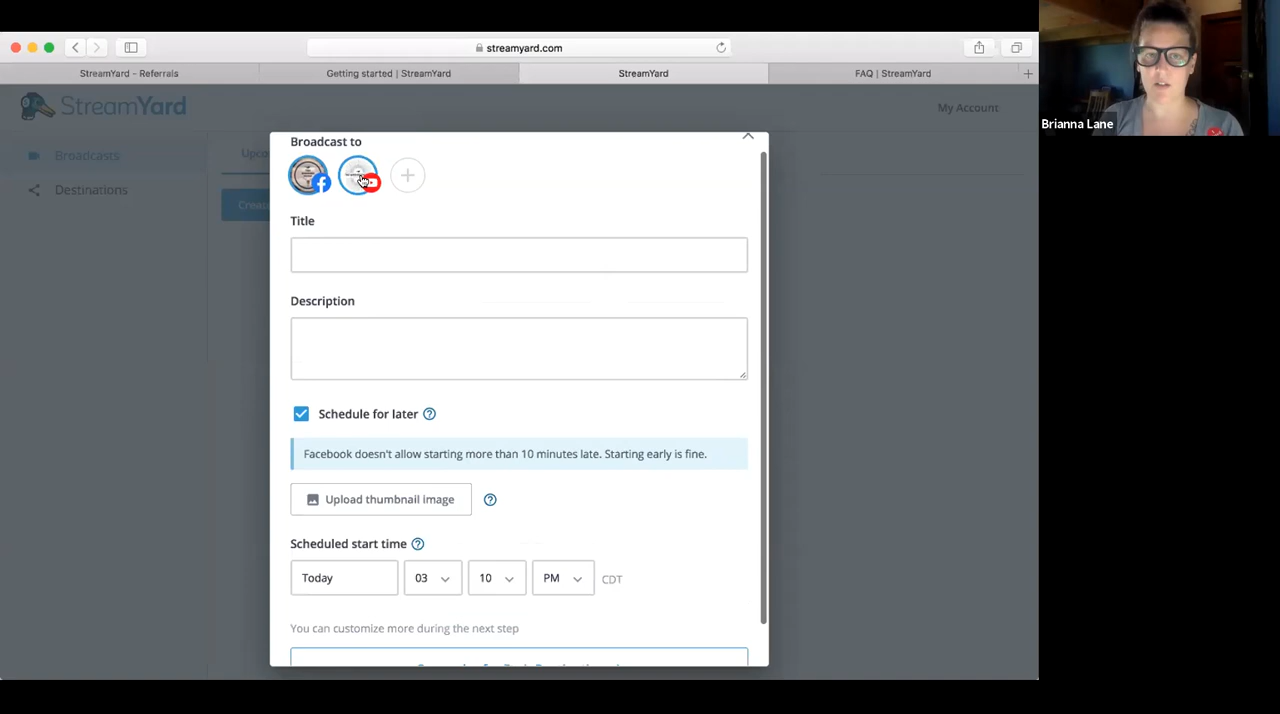 streamyard.com
StreamYard - Referrals
Getting started | StreamYard
StreamYard
FAQ | StreamYard
StreamYard
My Account
Brianna Lane
Broadcasts
Destinations
Broadcast to
Title
Description
Schedule for later
Facebook doesn't allow starting more than 10 minutes late. Starting early is fine.
Upload thumbnail image
Scheduled start time
Today 03 10 PM CDT
You can customize more during the next step